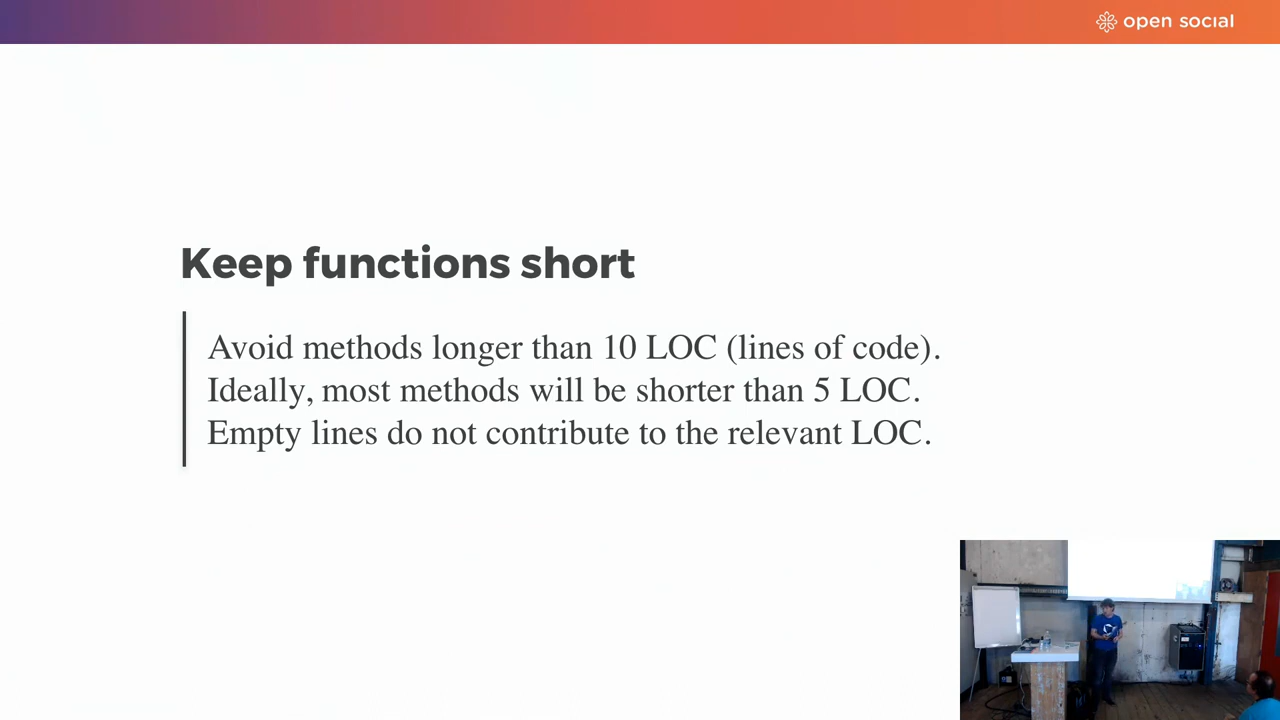 open social
Keep functions short
Avoid methods longer than 10 LOC (lines of code).
Ideally, most methods will be shorter than 5 LOC.
Empty lines do not contribute to the relevant LOC.